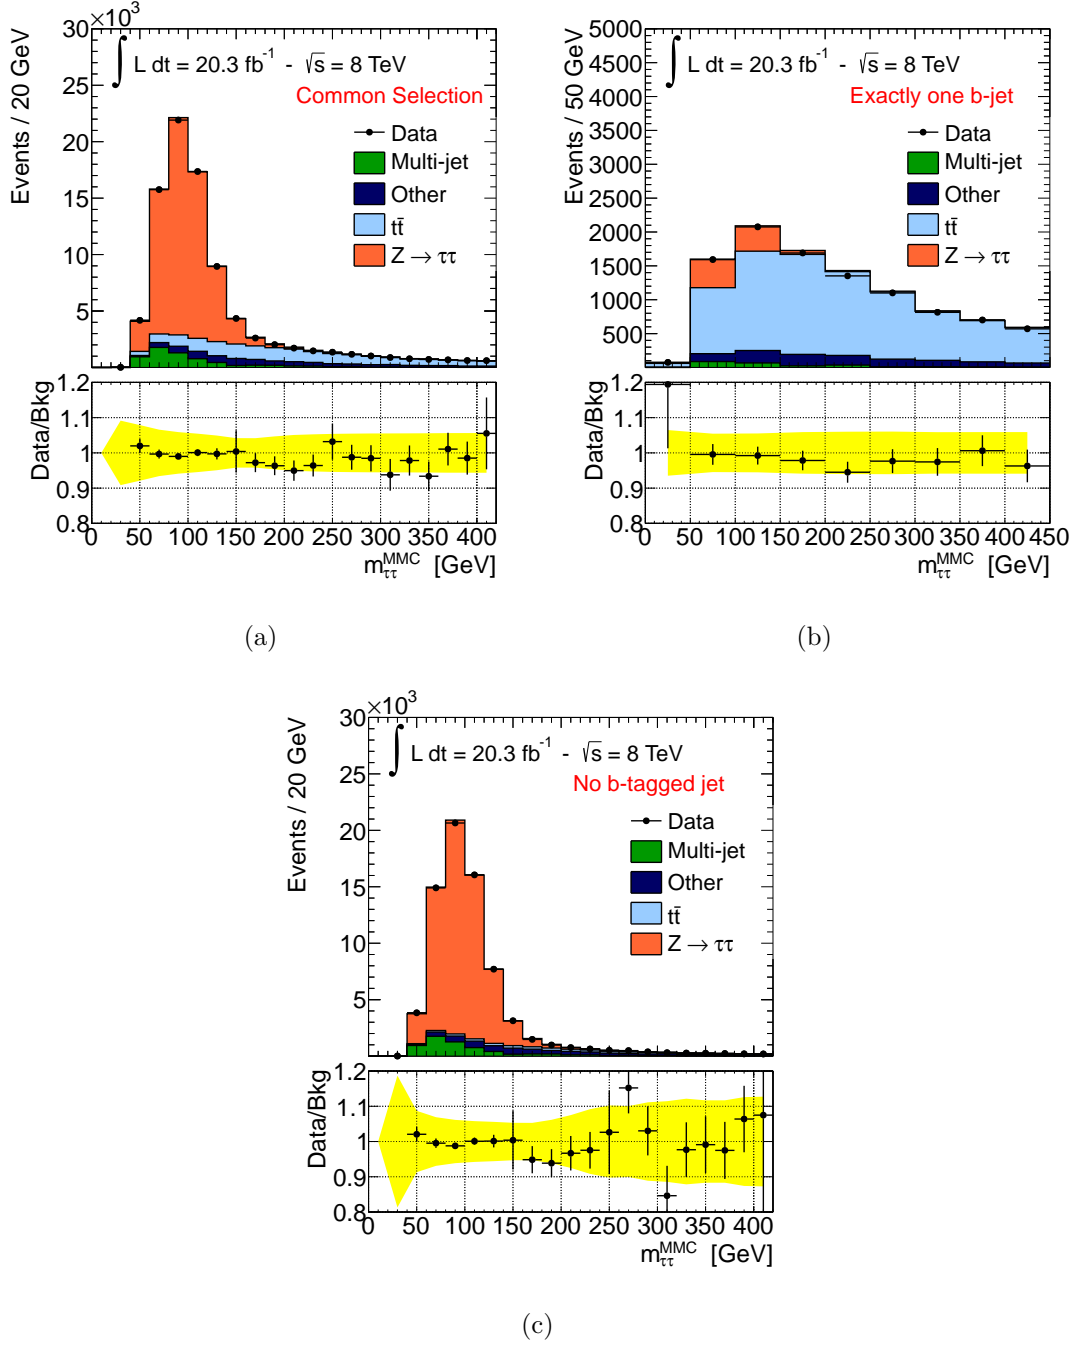 ×10³
30
25
20
15
10
5
Events / 20 GeV
∫ L dt = 20.3 fb⁻¹ - √s = 8 TeV
Common Selection
Data
Multi-jet
Other
tt̄
Z → ττ
1.2
1.1
1
0.9
0.8
Data/Bkg
0 50 100 150 200 250 300 350 400
m_ττ^MMC [GeV]
(a)
5000
4500
4000
3500
3000
2500
2000
1500
1000
500
Events / 50 GeV
∫ L dt = 20.3 fb⁻¹ - √s = 8 TeV
Exactly one b-jet
Data
Multi-jet
Other
tt̄
Z → ττ
1.2
1.1
1
0.9
0.8
Data/Bkg
0 50 100 150 200 250 300 350 400 450
m_ττ^MMC [GeV]
(b)
×10³
30
25
20
15
10
5
Events / 20 GeV
∫ L dt = 20.3 fb⁻¹ - √s = 8 TeV
No b-tagged jet
Data
Multi-jet
Other
tt̄
Z → ττ
1.2
1.1
1
0.9
0.8
Data/Bkg
0 50 100 150 200 250 300 350 400
m_ττ^MMC [GeV]
(c)